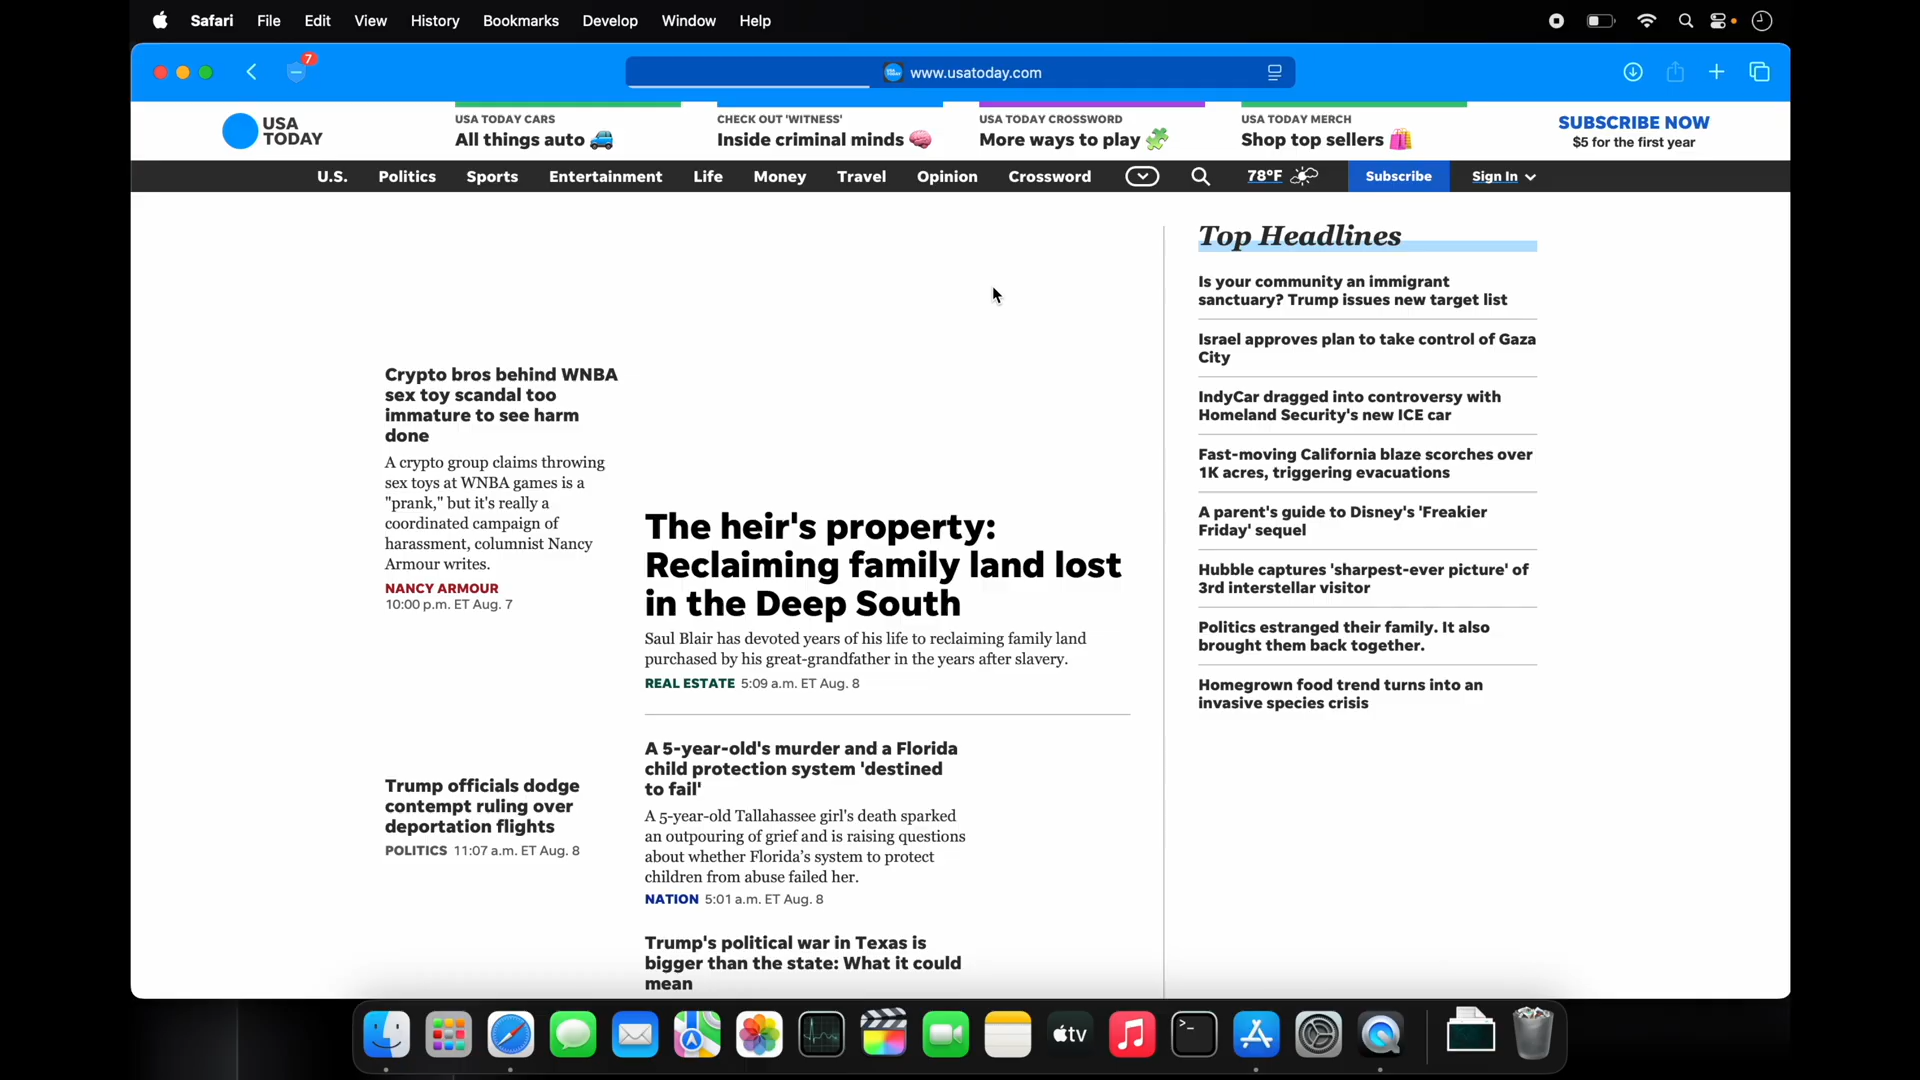 Safari File Edit View History Bookmarks Develop Window Help
7
www.usatoday.com
USA
TODAY
USA TODAY CARS
All things auto
CHECK OUT 'WITNESS'
Inside criminal minds
USA TODAY CROSSWORD
More ways to play
USA TODAY MERCH
Shop top sellers
SUBSCRIBE NOW
$5 for the first year
U.S. Politics Sports Entertainment Life Money Travel Opinion Crossword 78°F Subscribe Sign In
Crypto bros behind WNBA
sex toy scandal too
immature to see harm
done
A crypto group claims throwing
sex toys at WNBA games is a
"prank," but it's really a
coordinated campaign of
harassment, columnist Nancy
Armour writes.
NANCY ARMOUR
10:00 p.m. ET Aug. 7
Trump officials dodge
contempt ruling over
deportation flights
POLITICS 11:07 a.m. ET Aug. 8
The heir's property:
Reclaiming family land lost
in the Deep South
Saul Blair has devoted years of his life to reclaiming family land
purchased by his great-grandfather in the years after slavery.
REAL ESTATE 5:09 a.m. ET Aug. 8
A 5-year-old's murder and a Florida
child protection system 'destined
to fail'
A 5-year-old Tallahassee girl's death sparked
an outpouring of grief and is raising questions
about whether Florida's system to protect
children from abuse failed her.
NATION 5:01 a.m. ET Aug. 8
Trump's political war in Texas is
bigger than the state: What it could
mean
Top Headlines
Is your community an immigrant
sanctuary? Trump issues new target list
Israel approves plan to take control of Gaza
City
IndyCar dragged into controversy with
Homeland Security's new ICE car
Fast-moving California blaze scorches over
1K acres, triggering evacuations
A parent's guide to Disney's 'Freakier
Friday' sequel
Hubble captures 'sharpest-ever picture' of
3rd interstellar visitor
Politics estranged their family. It also
brought them back together.
Homegrown food trend turns into an
invasive species crisis
tv